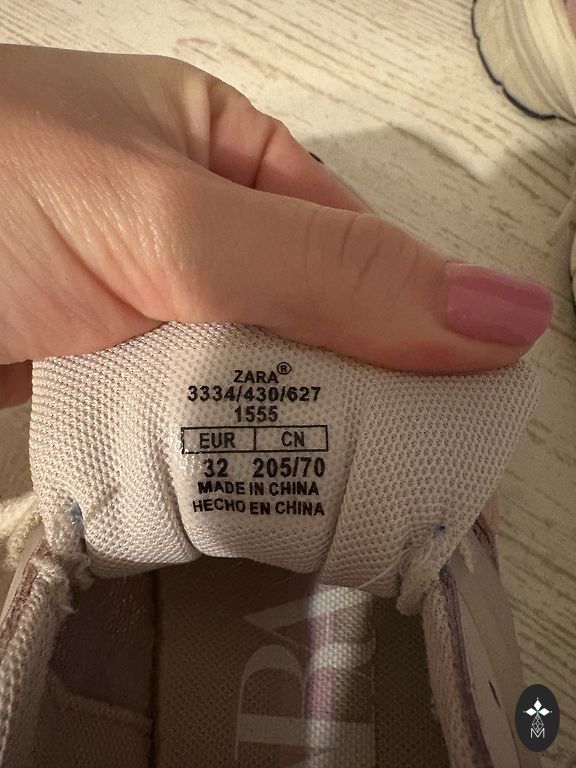 ZARA®
3334/430/627
1555
EUR CN
32 205/70
MADE IN CHINA
HECHO EN CHINA